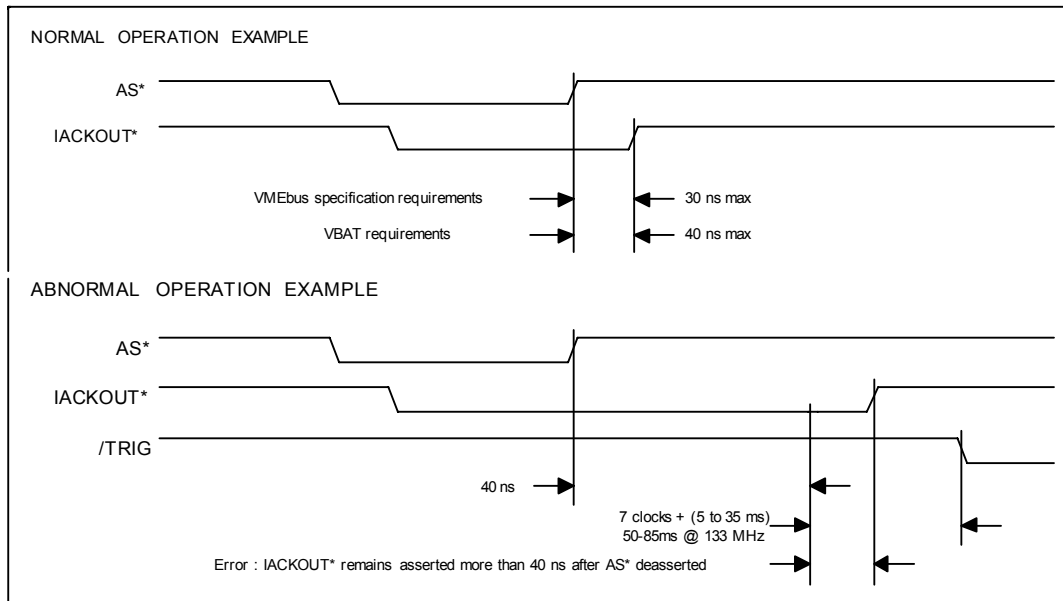 NORMAL OPERATION EXAMPLE
AS*
IACKOUT*
VMEbus specification requirements
30 ns max
VBAT requirements
40 ns max
ABNORMAL OPERATION EXAMPLE
AS*
IACKOUT*
/TRIG
40 ns
7 clocks + (5 to 35 ms)
50-85ms @ 133 MHz
Error : IACKOUT* remains asserted more than 40 ns after AS* deasserted